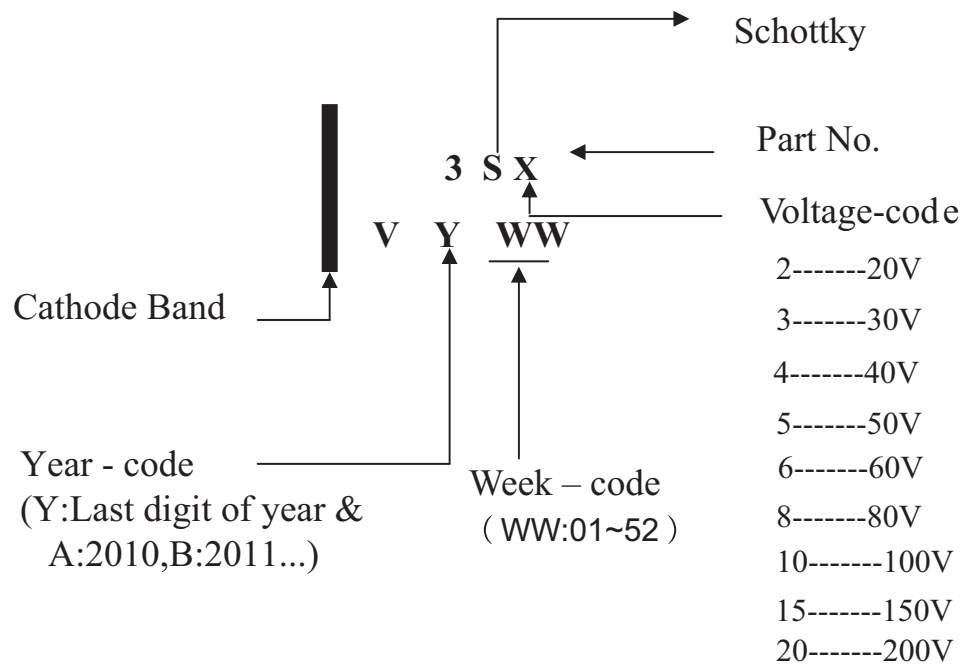 Schottky
Part No.
3 S X
Voltage-code
V Y WW
2-------20V
Cathode Band
3-------30V
4-------40V
5-------50V
Year - code
(Y:Last digit of year &
A:2010,B:2011...)
Week – code
（WW:01~52）
6-------60V
8-------80V
10-------100V
15-------150V
20-------200V